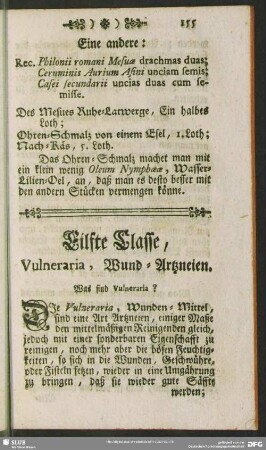 155
Eine andere:
Rec. Philonii romani Mesuæ drachmas duas;
Ceruminis Aurium Asini unciam semis;
Casei secundarii uncias duas cum se-
misse.
Des Mesues Ruhe-Latwerge, Ein halbes
Loth;
Ohren-Schmalz von einem Esel, 1. Loth;
Nach-Käs, 5. Loth.
Das Ohren-Schmalz machet man mit
ein klein wenig Oleum Nymphææ, Wasser-
Lilien-Oel, an, daß man es desto besser mit
den andern Stücken vermengen könne.
Eilfte Classe,
Vulneraria, Wund-Artzneien.
Was sind Vulneraria?
Die Vulneraria, Wunden-Mittel,
sind eine Art Artzneien, einiger Maße
den mittelmäßigen Reinigenden gleich,
jedoch mit einer sonderbaren Eigenschafft zu
reinigen, noch mehr aber die bösen Feuchtig-
keiten, so sich in die Wunden, Geschwühre,
oder Fisteln setzen, wieder in eine Umgährung
zu bringen, daß sie wieder gute Säffte
werden;
SLUB